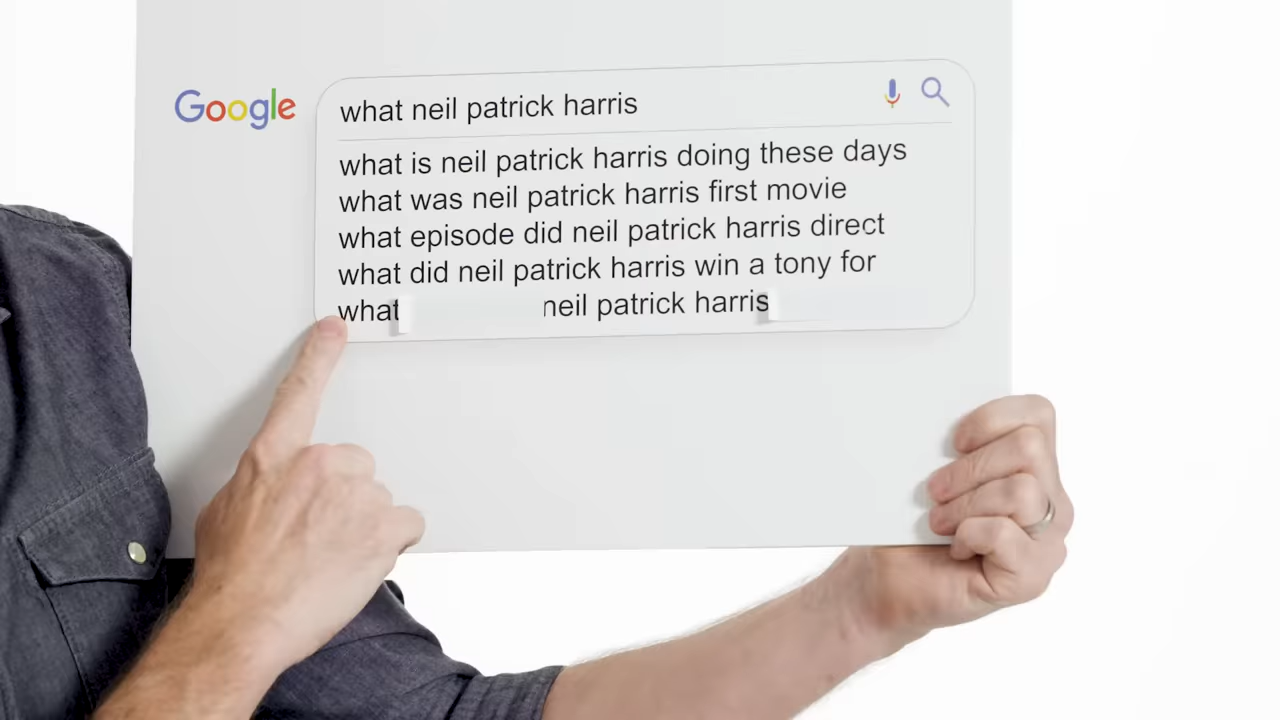 Google
what neil patrick harris
what is neil patrick harris doing these days
what was neil patrick harris first movie
what episode did neil patrick harris direct
what did neil patrick harris win a tony for
what neil patrick harris